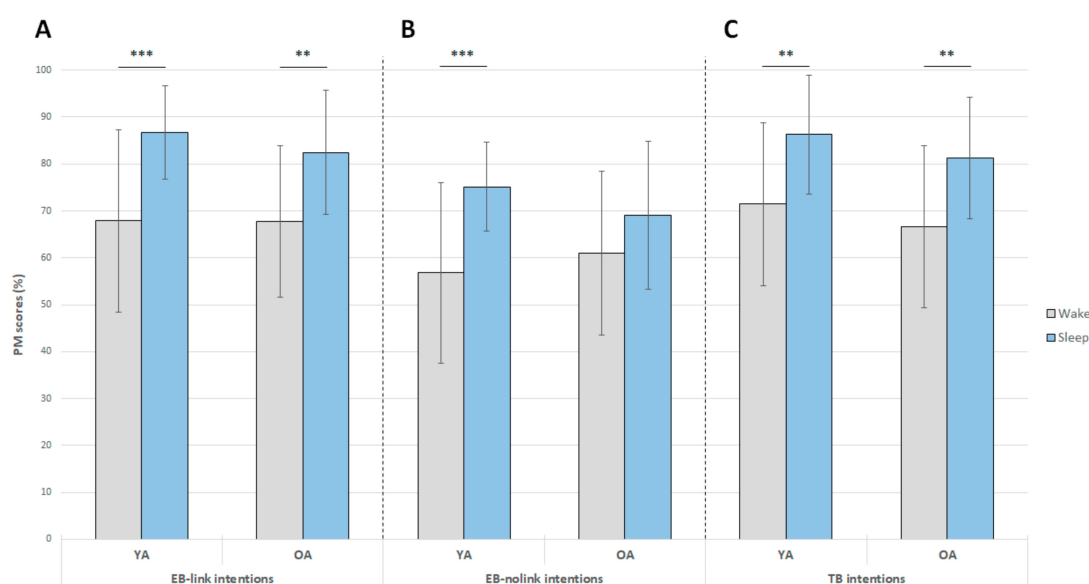 A B C
*** ** *** ** **
100
90
80
70
60
50
40
30
20
10
0
PM scores (%)
YA OA YA OA YA OA
EB-link intentions EB-nolink intentions TB intentions
Wake
Sleep